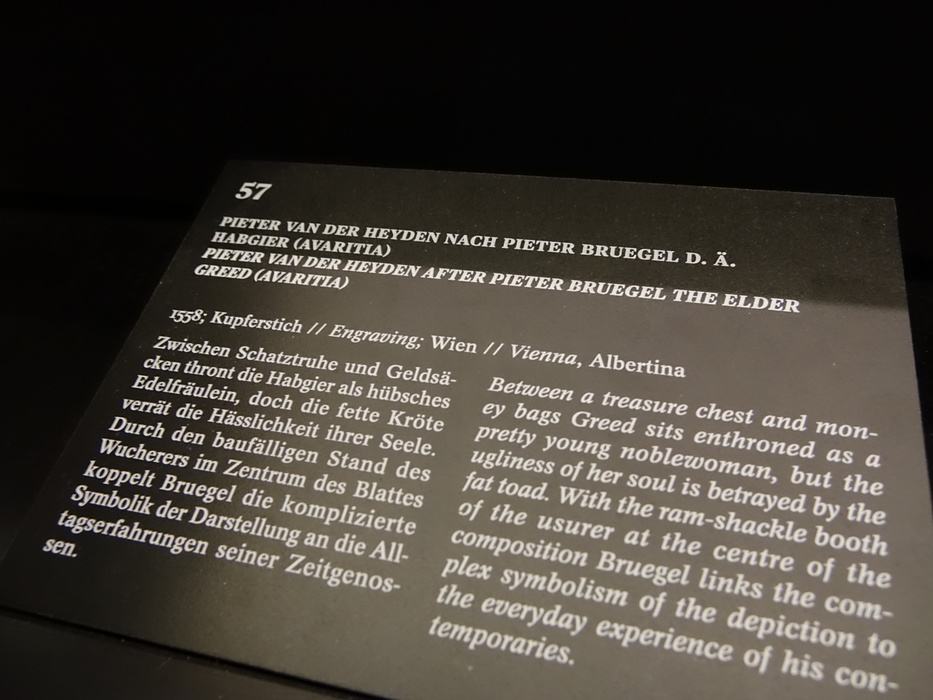 57
PIETER VAN DER HEYDEN NACH PIETER BRUEGEL D. Ä.
HABGIER (AVARITIA)
PIETER VAN DER HEYDEN AFTER PIETER BRUEGEL THE ELDER
GREED (AVARITIA)
1558; Kupferstich // Engraving; Wien // Vienna, Albertina
Zwischen Schatztruhe und Geldsä-
cken thront die Habgier als hübsches
Edelfräulein, doch die fette Kröte
verrät die Hässlichkeit ihrer Seele.
Durch den baufälligen Stand des
Wucherers im Zentrum des Blattes
koppelt Bruegel die komplizierte
Symbolik der Darstellung an die All-
tagserfahrungen seiner Zeitgenos-
sen.
Between a treasure chest and mon-
ey bags Greed sits enthroned as a
pretty young noblewoman, but the
ugliness of her soul is betrayed by the
fat toad. With the ram-shackle booth
of the usurer at the centre of the
composition Bruegel links the com-
plex symbolism of the depiction to
the everyday experience of his con-
temporaries.